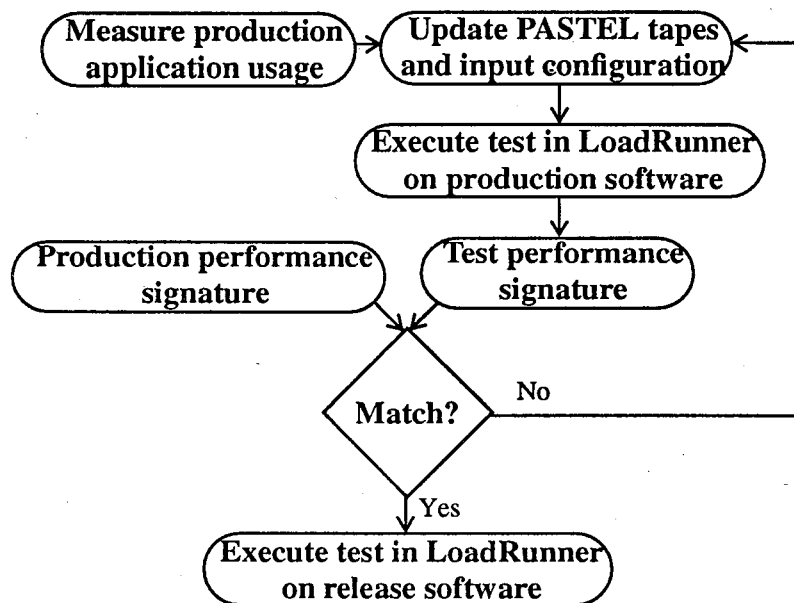 Measure production
application usage
Update PASTEL tapes
and input configuration
Execute test in LoadRunner
on production software
Production performance
signature
Test performance
signature
Match?
No
Yes
Execute test in LoadRunner
on release software